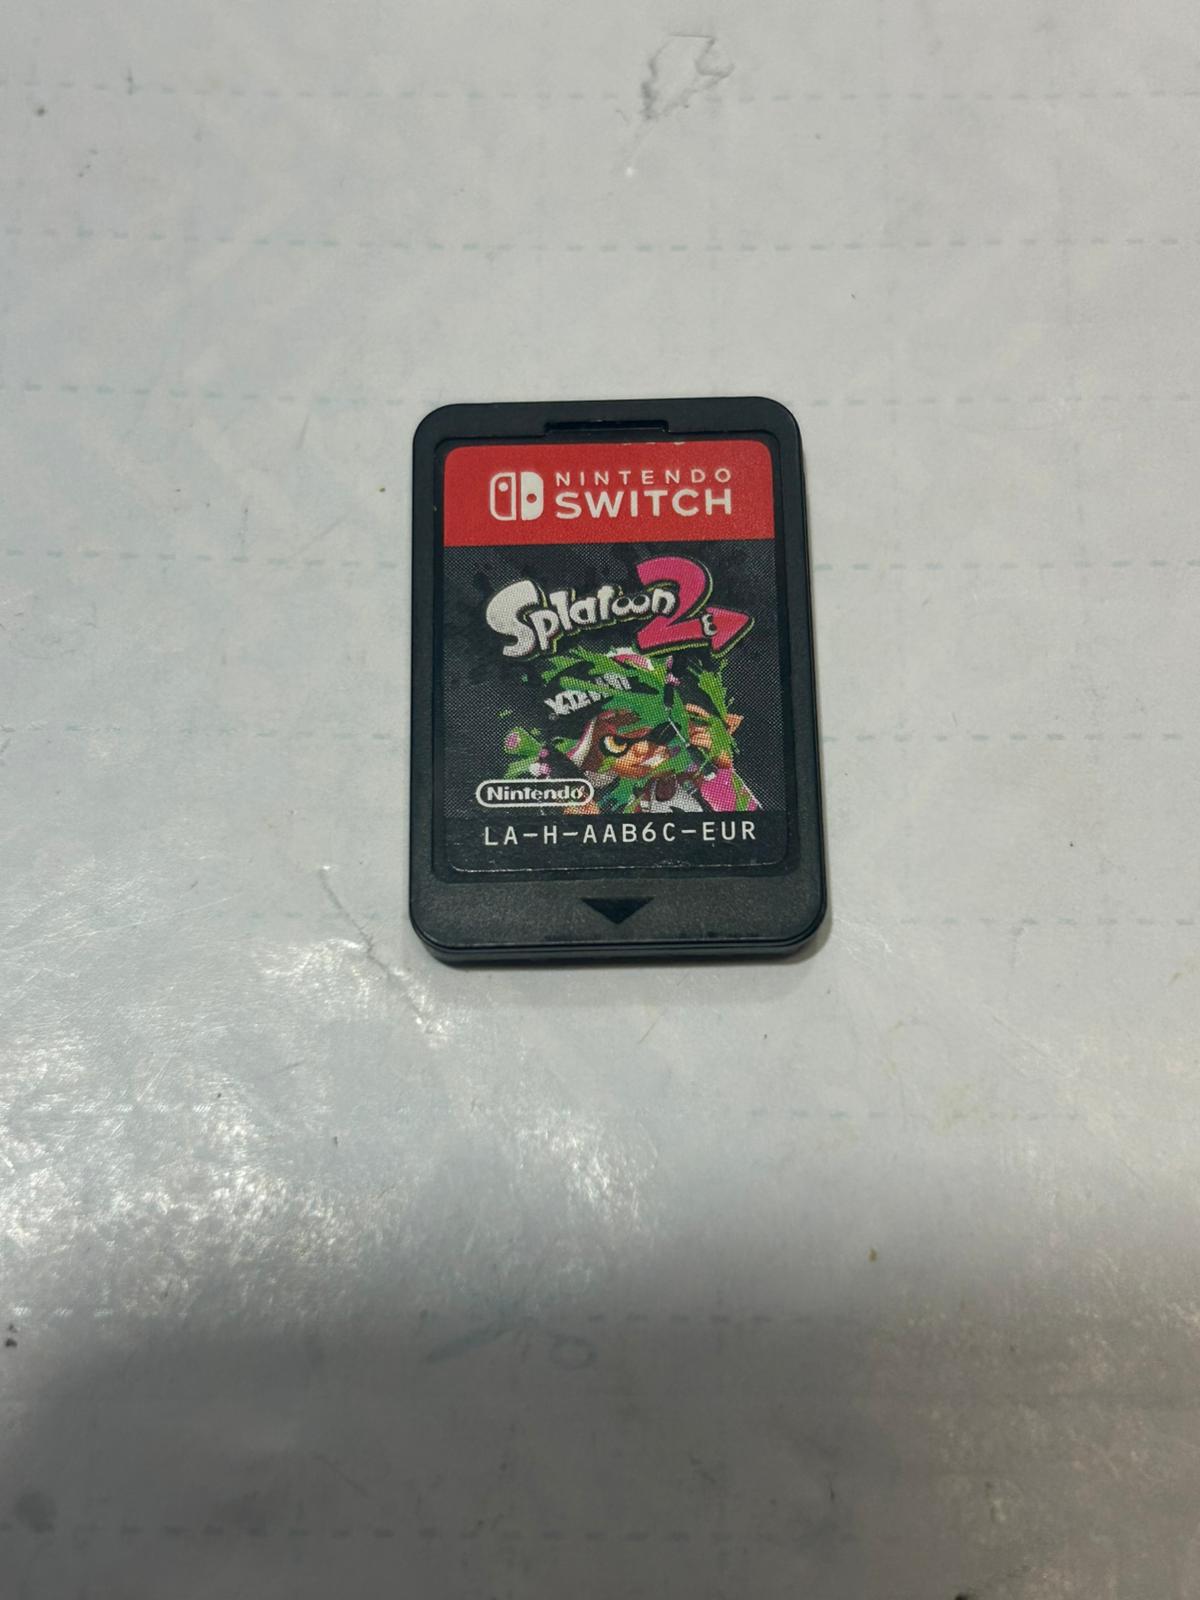 NINTENDO
SWITCH
Splatoon 2
Nintendo
LA-H-AAB6C-EUR